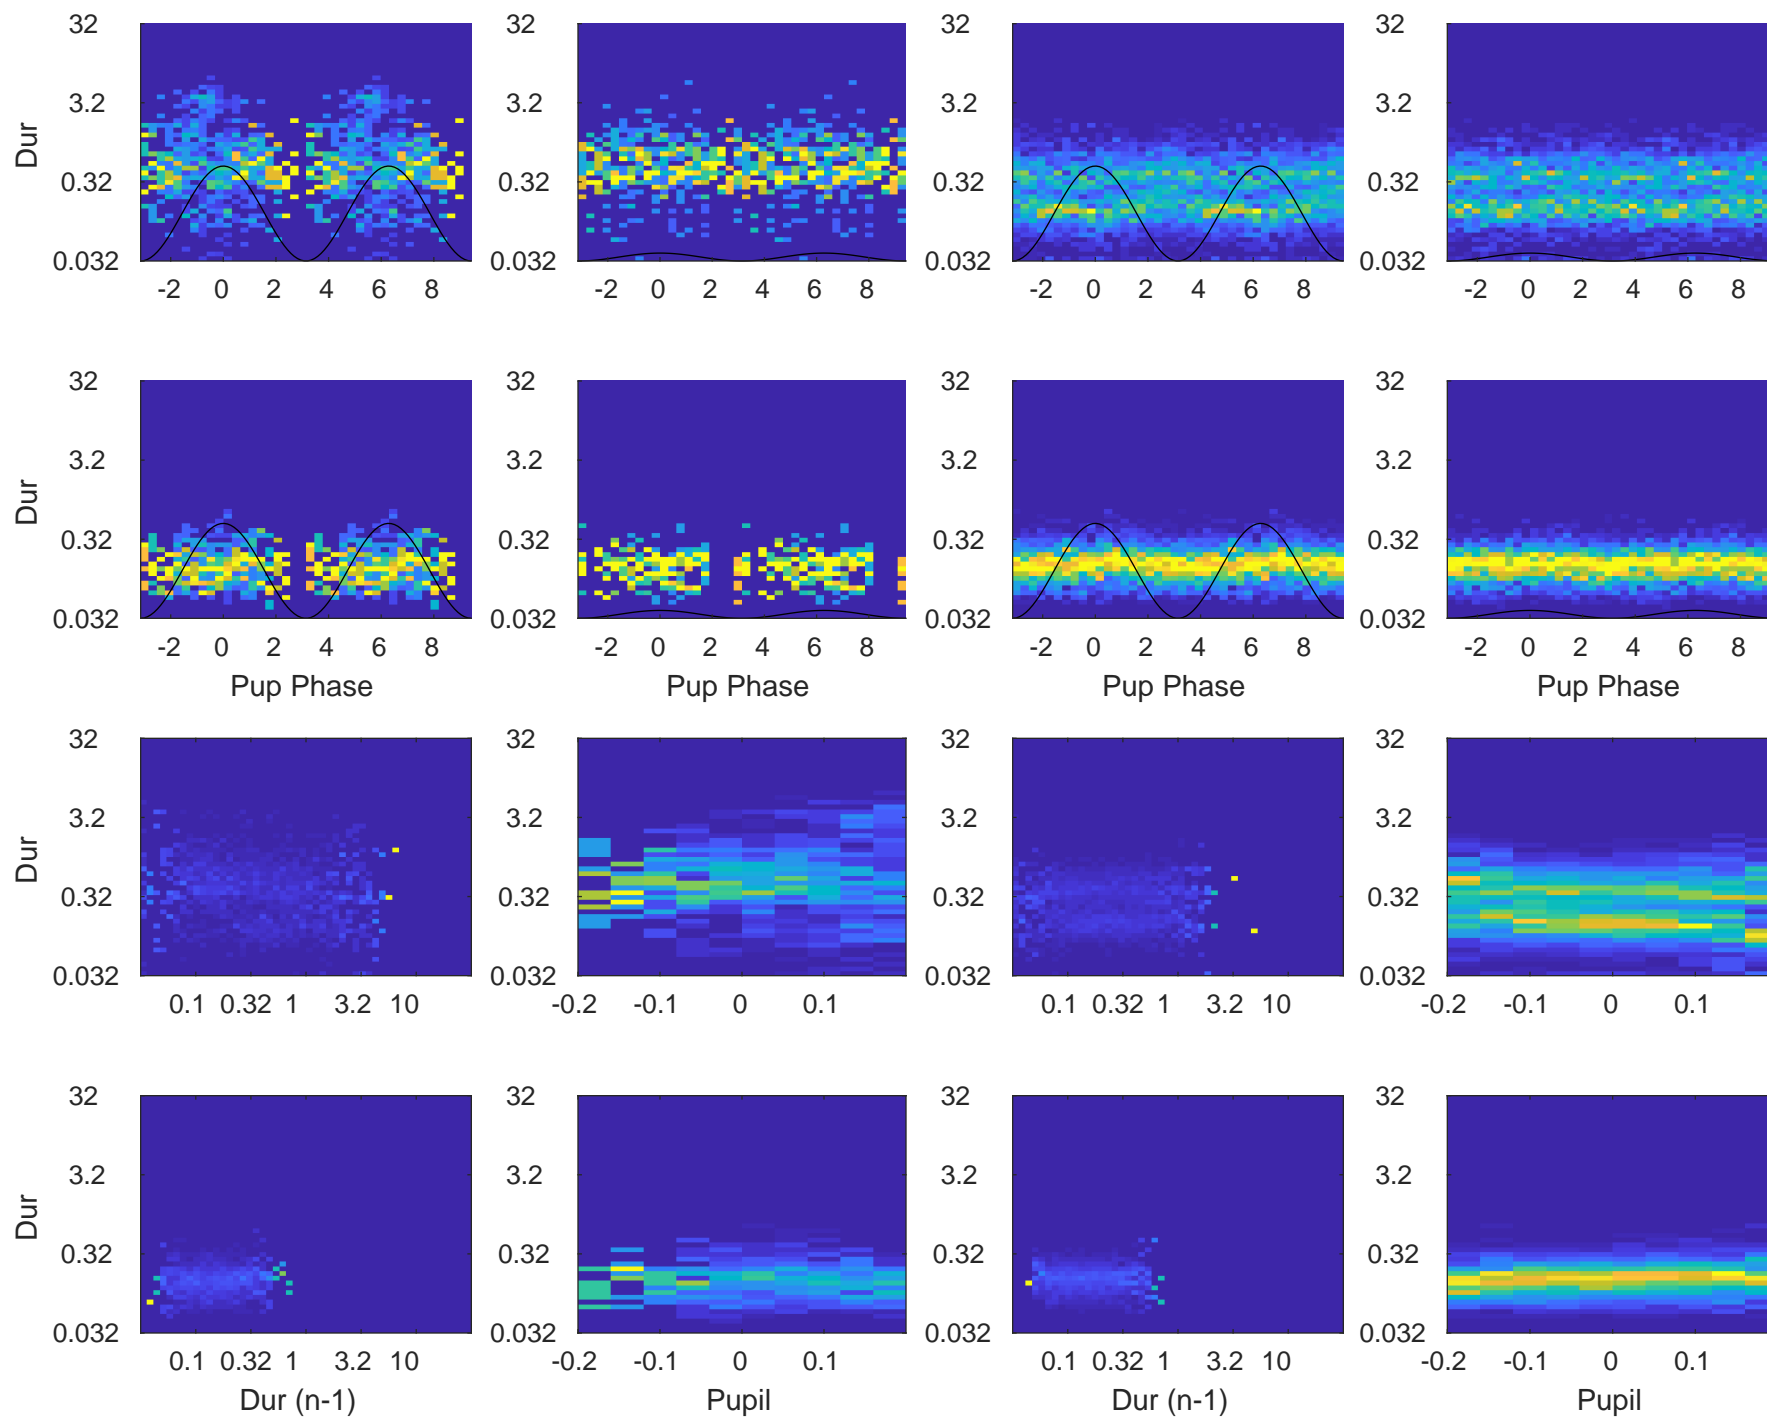 32 32 32 32
3.2 3.2 3.2 3.2
Dur
0.32 0.32 0.32 0.32
0.032 0.032 0.032 0.032
-2 0 2 4 6 8 -2 0 2 4 6 8 -2 0 2 4 6 8 -2 0 2 4 6 8
32 32 32 32
3.2 3.2 3.2 3.2
Dur
0.32 0.32 0.32 0.32
0.032 0.032 0.032 0.032
-2 0 2 4 6 8 -2 0 2 4 6 8 -2 0 2 4 6 8 -2 0 2 4 6 8
Pup Phase Pup Phase Pup Phase Pup Phase
32 32 32 32
3.2 3.2 3.2 3.2
Dur
0.32 0.32 0.32 0.32
0.032 0.032 0.032 0.032
0.1 0.32 1 3.2 10 -0.2 -0.1 0 0.1 0.1 0.32 1 3.2 10 -0.2 -0.1 0 0.1
32 32 32 32
3.2 3.2 3.2 3.2
Dur
0.32 0.32 0.32 0.32
0.032 0.032 0.032 0.032
0.1 0.32 1 3.2 10 -0.2 -0.1 0 0.1 0.1 0.32 1 3.2 10 -0.2 -0.1 0 0.1
Dur (n-1) Pupil Dur (n-1) Pupil